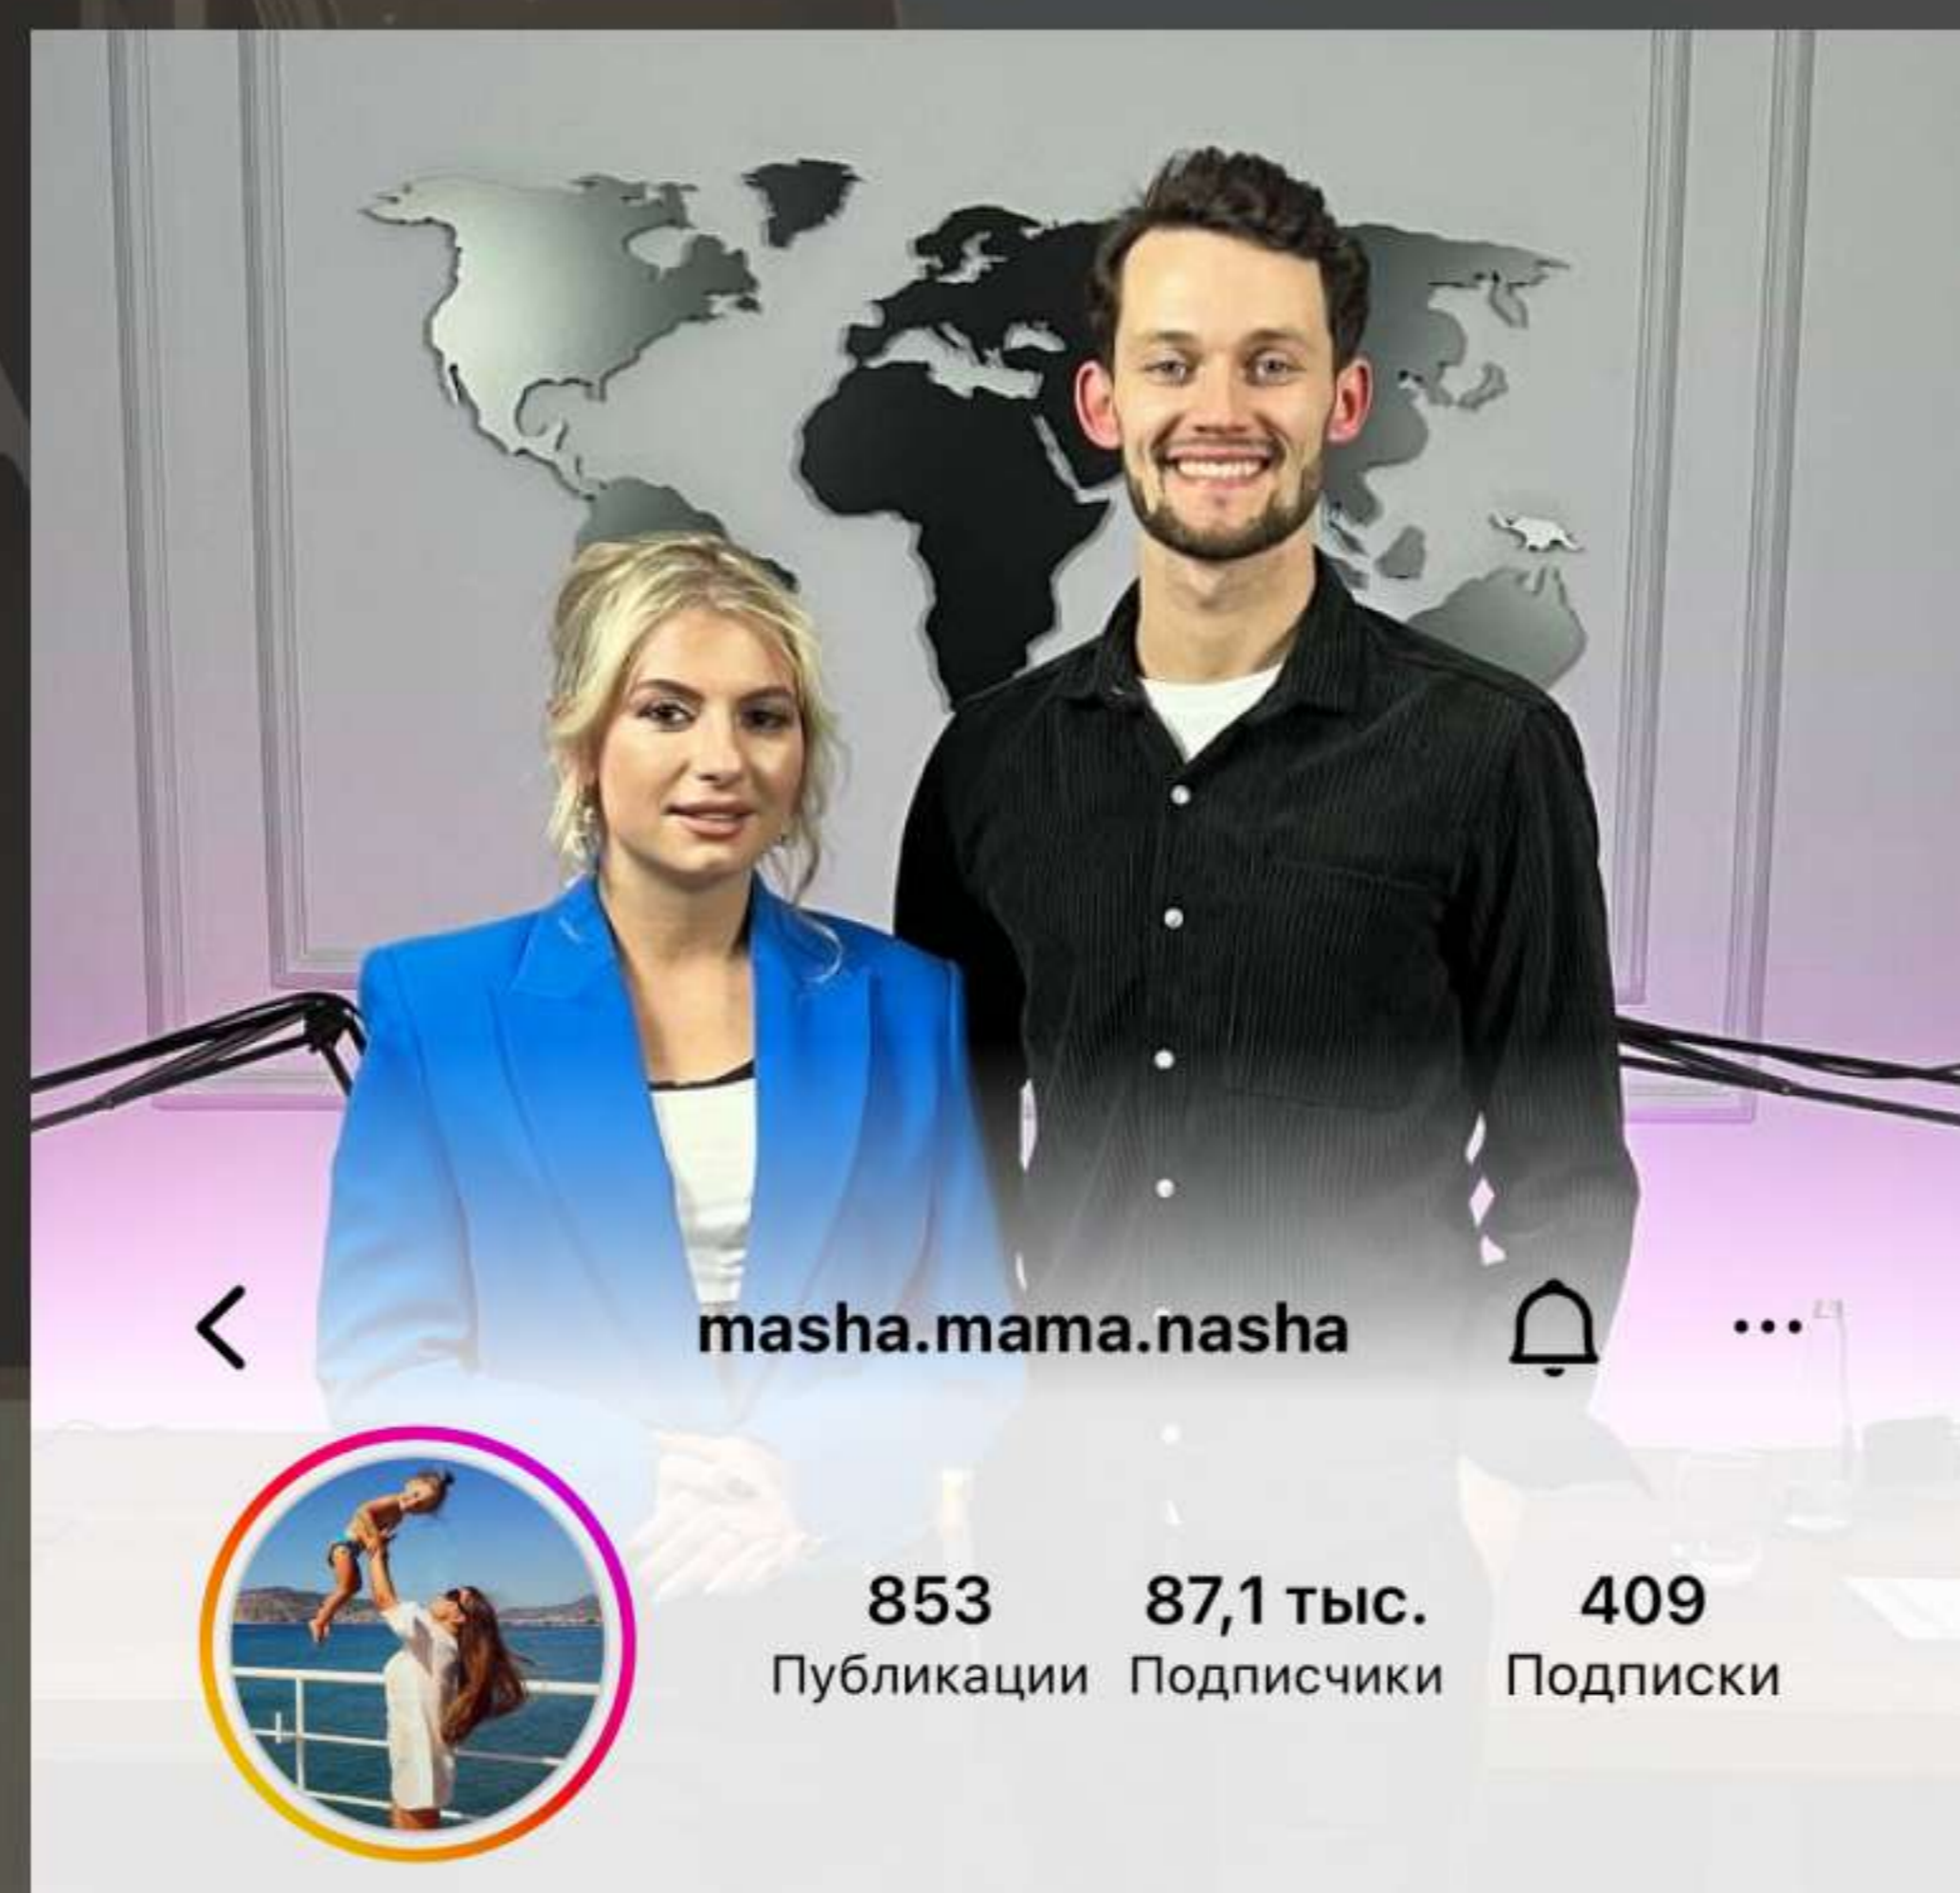 masha.mama.nasha
853 87,1 тыс. 409
Публикации Подписчики Подписки